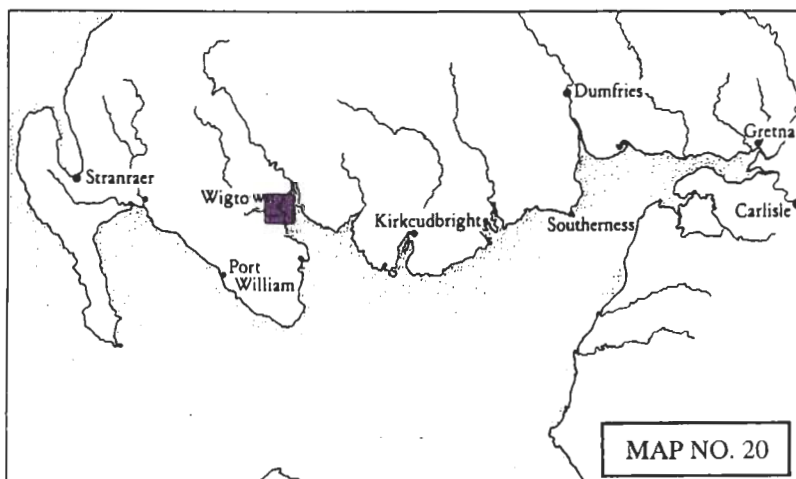 Dumfries
Gretna
Stranraer
Kirkcudbright
Southerness
Carlisle
Port
William
MAP NO. 20